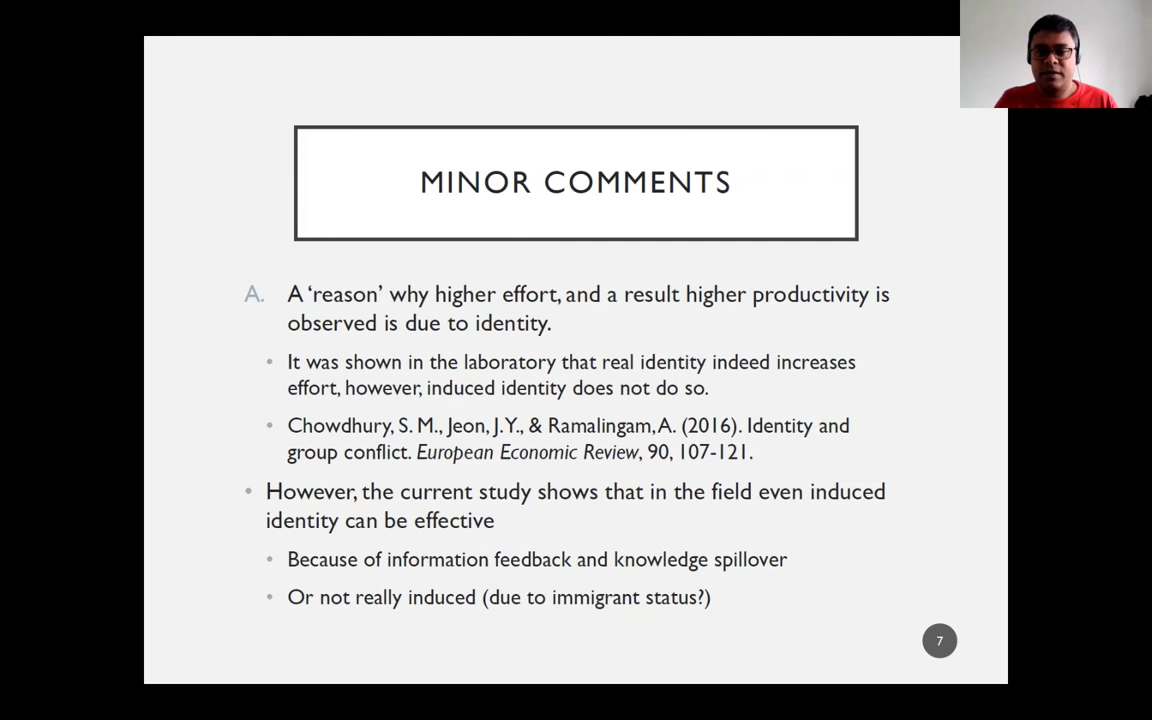 MINOR COMMENTS
A. A ‘reason’ why higher effort, and a result higher productivity is
observed is due to identity.
• It was shown in the laboratory that real identity indeed increases
effort, however, induced identity does not do so.
• Chowdhury, S. M., Jeon, J.Y., & Ramalingam, A. (2016). Identity and
group conflict. European Economic Review, 90, 107-121.
• However, the current study shows that in the field even induced
identity can be effective
• Because of information feedback and knowledge spillover
• Or not really induced (due to immigrant status?)
7